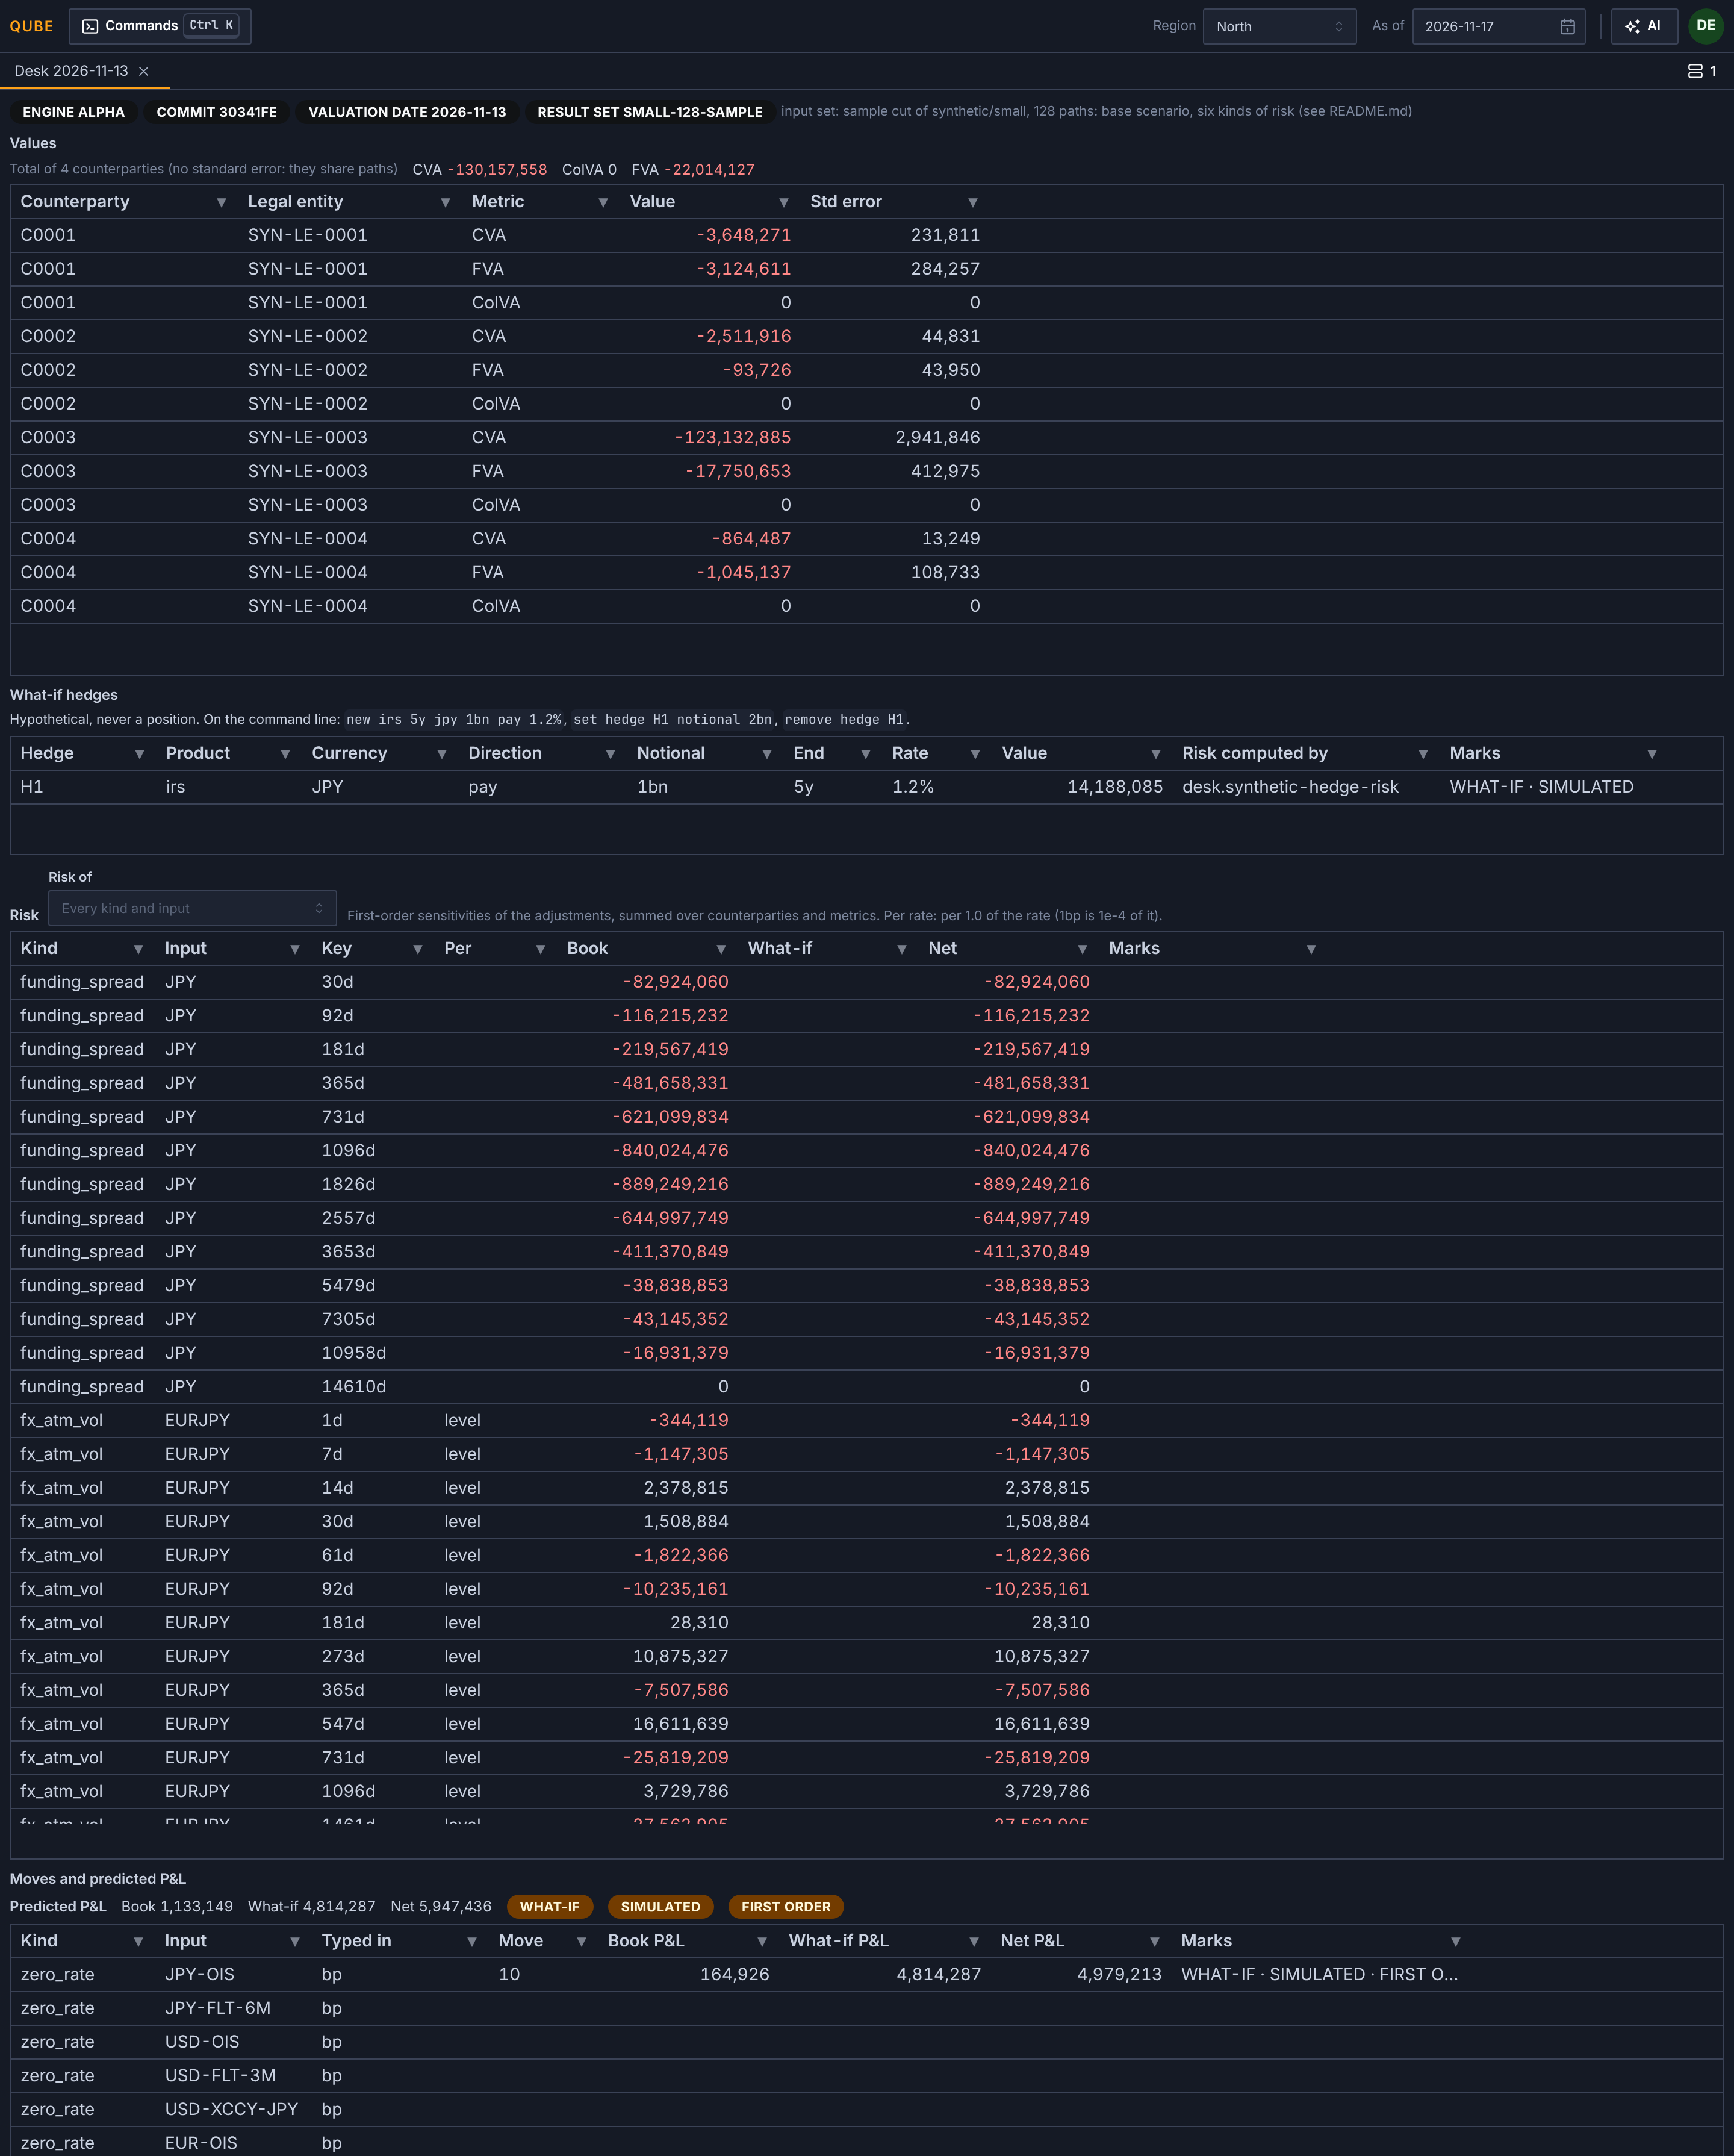 QUBE Commands Ctrl K Region North As of 2026-11-17 AI DE
Desk 2026-11-13 1
ENGINE ALPHA COMMIT 30341FE VALUATION DATE 2026-11-13 RESULT SET SMALL-128-SAMPLE input set: sample cut of synthetic/small, 128 paths: base scenario, six kinds of risk (see README.md)
Values
Total of 4 counterparties (no standard error: they share paths) CVA -130,157,558 ColVA 0 FVA -22,014,127
Counterparty Legal entity Metric Value Std error
C0001 SYN-LE-0001 CVA -3,648,271 231,811
C0001 SYN-LE-0001 FVA -3,124,611 284,257
C0001 SYN-LE-0001 ColVA 0 0
C0002 SYN-LE-0002 CVA -2,511,916 44,831
C0002 SYN-LE-0002 FVA -93,726 43,950
C0002 SYN-LE-0002 ColVA 0 0
C0003 SYN-LE-0003 CVA -123,132,885 2,941,846
C0003 SYN-LE-0003 FVA -17,750,653 412,975
C0003 SYN-LE-0003 ColVA 0 0
C0004 SYN-LE-0004 CVA -864,487 13,249
C0004 SYN-LE-0004 FVA -1,045,137 108,733
C0004 SYN-LE-0004 ColVA 0 0
What-if hedges
Hypothetical, never a position. On the command line: new irs 5y jpy 1bn pay 1.2%, set hedge H1 notional 2bn, remove hedge H1.
Hedge Product Currency Direction Notional End Rate Value Risk computed by Marks
H1 irs JPY pay 1bn 5y 1.2% 14,188,085 desk.synthetic-hedge-risk WHAT-IF · SIMULATED
Risk of
Risk Every kind and input First-order sensitivities of the adjustments, summed over counterparties and metrics. Per rate: per 1.0 of the rate (1bp is 1e-4 of it).
Kind Input Key Per Book What-if Net Marks
funding_spread JPY 30d -82,924,060 -82,924,060
funding_spread JPY 92d -116,215,232 -116,215,232
funding_spread JPY 181d -219,567,419 -219,567,419
funding_spread JPY 365d -481,658,331 -481,658,331
funding_spread JPY 731d -621,099,834 -621,099,834
funding_spread JPY 1096d -840,024,476 -840,024,476
funding_spread JPY 1826d -889,249,216 -889,249,216
funding_spread JPY 2557d -644,997,749 -644,997,749
funding_spread JPY 3653d -411,370,849 -411,370,849
funding_spread JPY 5479d -38,838,853 -38,838,853
funding_spread JPY 7305d -43,145,352 -43,145,352
funding_spread JPY 10958d -16,931,379 -16,931,379
funding_spread JPY 14610d 0 0
fx_atm_vol EURJPY 1d level -344,119 -344,119
fx_atm_vol EURJPY 7d level -1,147,305 -1,147,305
fx_atm_vol EURJPY 14d level 2,378,815 2,378,815
fx_atm_vol EURJPY 30d level 1,508,884 1,508,884
fx_atm_vol EURJPY 61d level -1,822,366 -1,822,366
fx_atm_vol EURJPY 92d level -10,235,161 -10,235,161
fx_atm_vol EURJPY 181d level 28,310 28,310
fx_atm_vol EURJPY 273d level 10,875,327 10,875,327
fx_atm_vol EURJPY 365d level -7,507,586 -7,507,586
fx_atm_vol EURJPY 547d level 16,611,639 16,611,639
fx_atm_vol EURJPY 731d level -25,819,209 -25,819,209
fx_atm_vol EURJPY 1096d level 3,729,786 3,729,786
Moves and predicted P&L
Predicted P&L Book 1,133,149 What-if 4,814,287 Net 5,947,436 WHAT-IF SIMULATED FIRST ORDER
Kind Input Typed in Move Book P&L What-if P&L Net P&L Marks
zero_rate JPY-OIS bp 10 164,926 4,814,287 4,979,213 WHAT-IF · SIMULATED · FIRST O...
zero_rate JPY-FLT-6M bp
zero_rate USD-OIS bp
zero_rate USD-FLT-3M bp
zero_rate USD-XCCY-JPY bp
zero_rate EUR-OIS bp